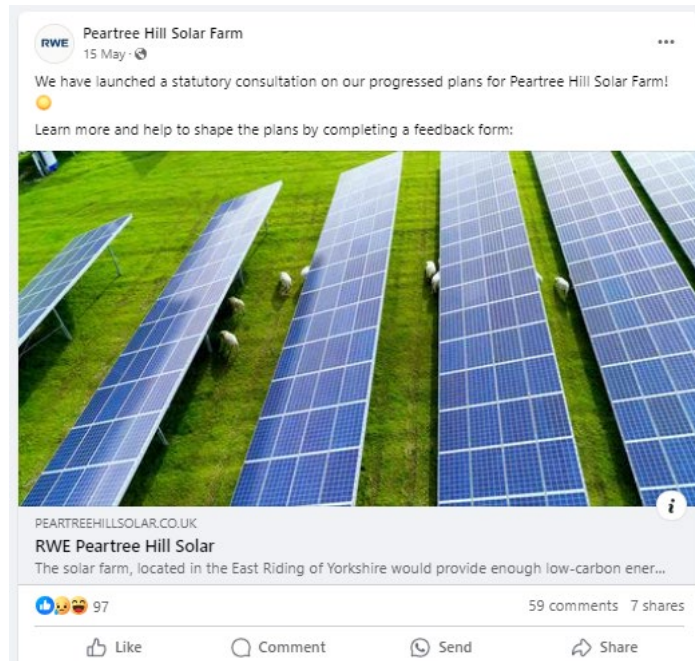 RWE
Peartree Hill Solar Farm
15 May ·
We have launched a statutory consultation on our progressed plans for Peartree Hill Solar Farm!
Learn more and help to shape the plans by completing a feedback form:
i
PEARTREEHILLSOLAR.CO.UK
RWE Peartree Hill Solar
The solar farm, located in the East Riding of Yorkshire would provide enough low-carbon ener...
97
59 comments 7 shares
Like Comment Send Share